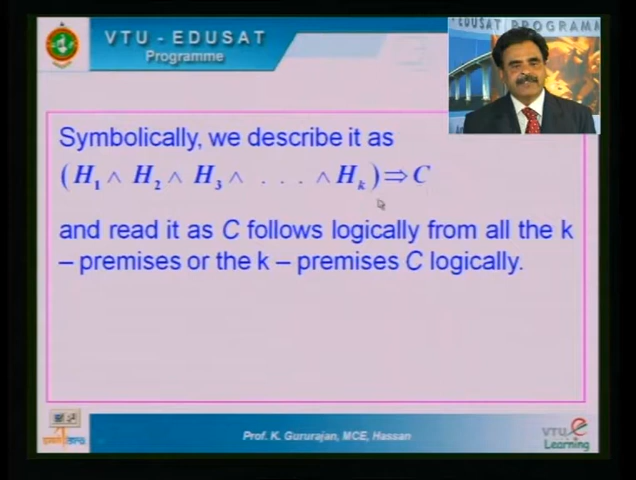 VTU - EDUSAT
Programme
EDUSAT PROGRAMM
Symbolically, we describe it as
(H₁ ∧ H₂ ∧ H₃ ∧ . . . ∧ Hₖ) ⇒ C
and read it as C follows logically from all the k
– premises or the k – premises C logically.
Prof. K. Gururajan, MCE, Hassan
VTU e
Learning